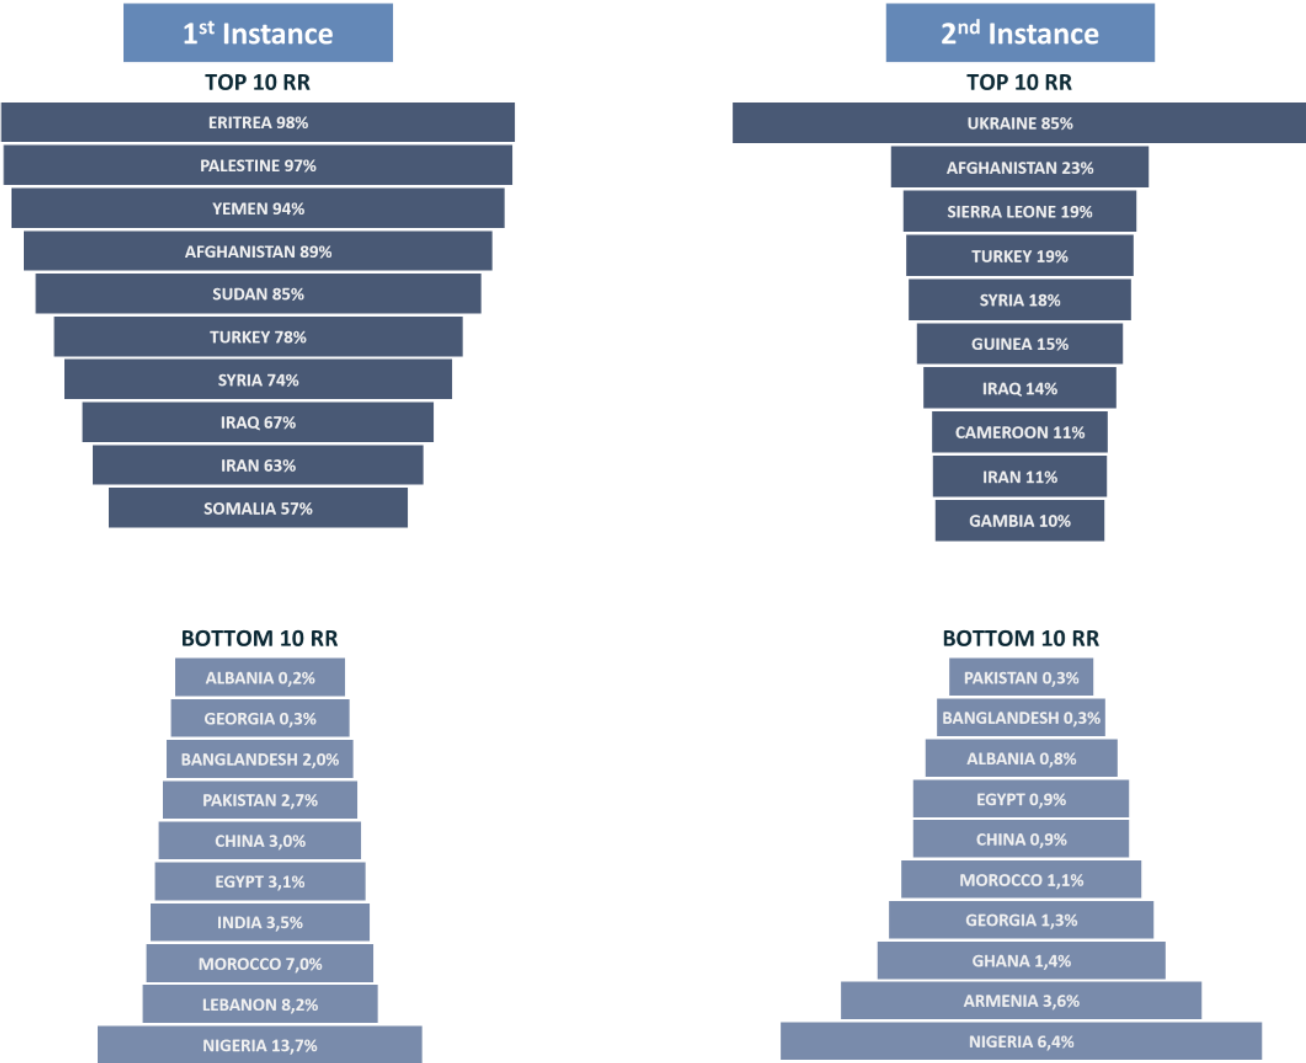 1st Instance
TOP 10 RR
ERITREA 98%
PALESTINE 97%
YEMEN 94%
AFGHANISTAN 89%
SUDAN 85%
TURKEY 78%
SYRIA 74%
IRAQ 67%
IRAN 63%
SOMALIA 57%
BOTTOM 10 RR
ALBANIA 0,2%
GEORGIA 0,3%
BANGLANDESH 2,0%
PAKISTAN 2,7%
CHINA 3,0%
EGYPT 3,1%
INDIA 3,5%
MOROCCO 7,0%
LEBANON 8,2%
NIGERIA 13,7%
2nd Instance
TOP 10 RR
UKRAINE 85%
AFGHANISTAN 23%
SIERRA LEONE 19%
TURKEY 19%
SYRIA 18%
GUINEA 15%
IRAQ 14%
CAMEROON 11%
IRAN 11%
GAMBIA 10%
BOTTOM 10 RR
PAKISTAN 0,3%
BANGLANDESH 0,3%
ALBANIA 0,8%
EGYPT 0,9%
CHINA 0,9%
MOROCCO 1,1%
GEORGIA 1,3%
GHANA 1,4%
ARMENIA 3,6%
NIGERIA 6,4%